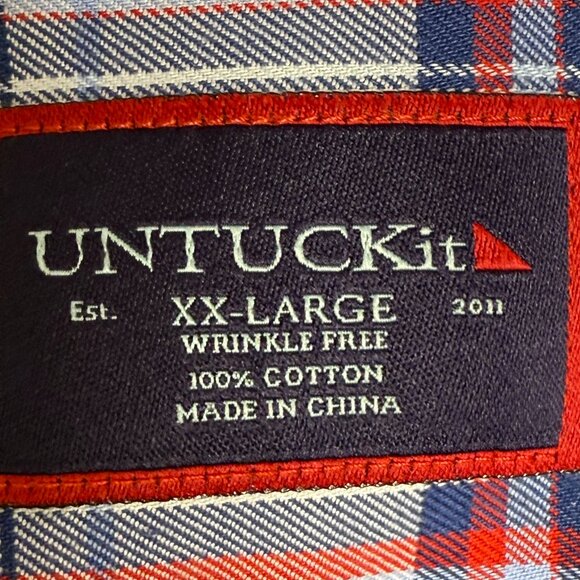 UNTUCKit
Est. XX-LARGE 2011
WRINKLE FREE
100% COTTON
MADE IN CHINA